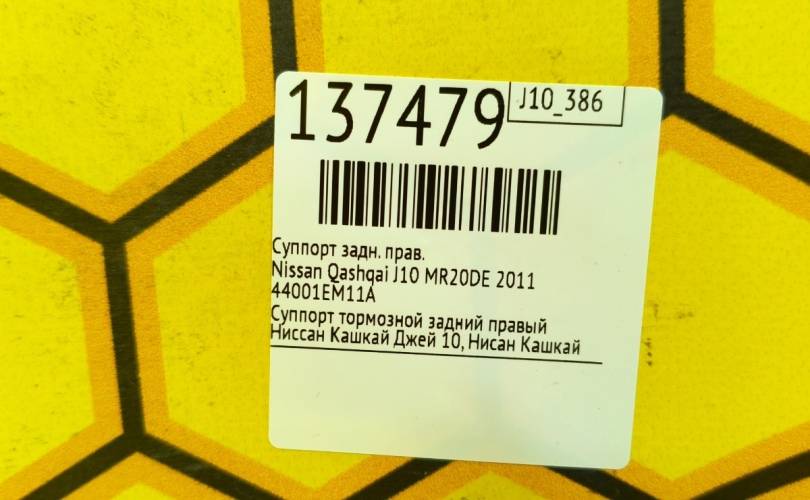 137479
J10_386
Суппорт задн. прав.
Nissan Qashqai J10 MR20DE 2011
44001EM11A
Суппорт тормозной задний правый
Ниссан Кашкай Джей 10, Нисан Кашкай